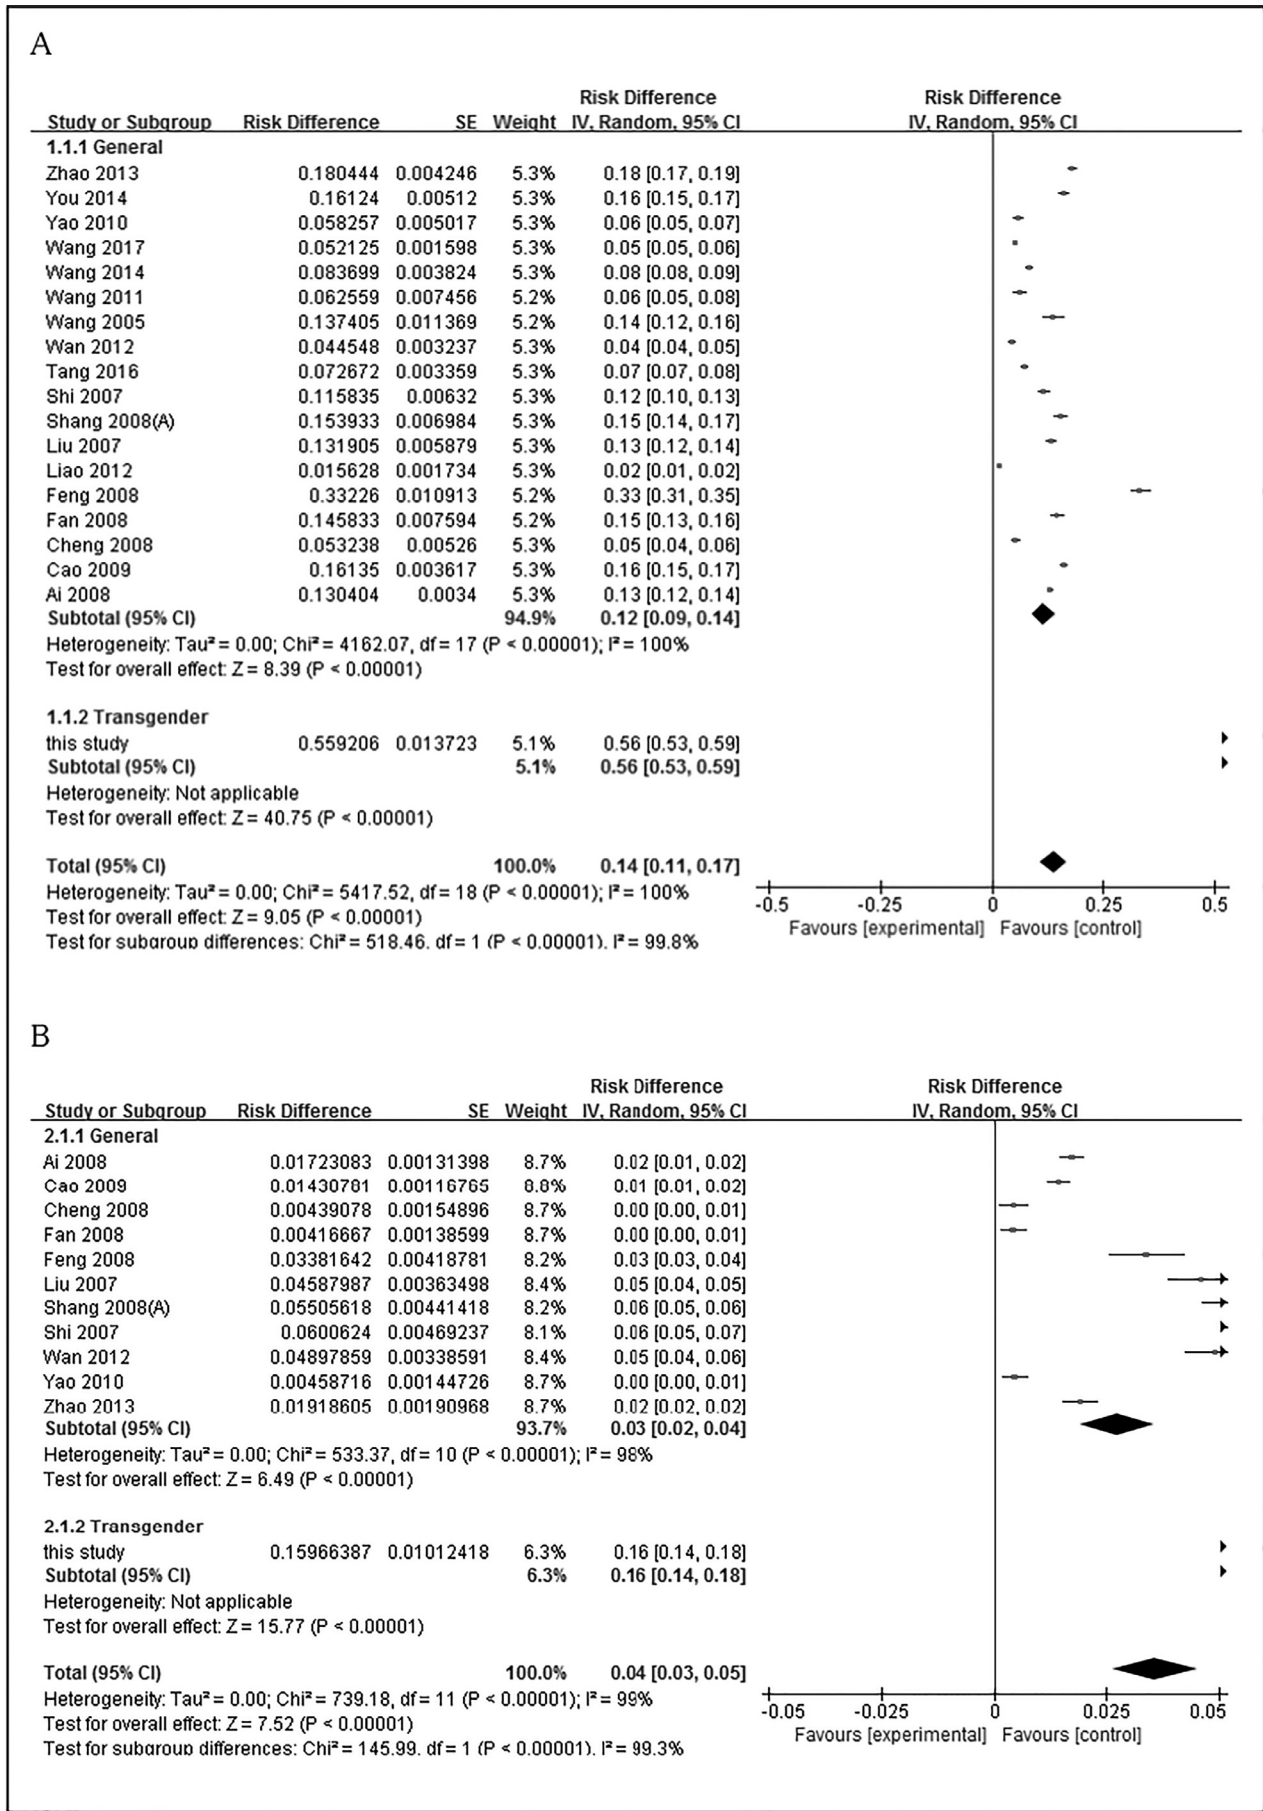 A
Risk Difference Risk Difference
Study or Subgroup Risk Difference SE Weight IV, Random, 95% CI IV, Random, 95% CI
1.1.1 General
Zhao 2013 0.180444 0.004246 5.3% 0.18 [0.17, 0.19]
You 2014 0.16124 0.00512 5.3% 0.16 [0.15, 0.17]
Yao 2010 0.058257 0.005017 5.3% 0.06 [0.05, 0.07]
Wang 2017 0.052125 0.001598 5.3% 0.05 [0.05, 0.06]
Wang 2014 0.083699 0.003824 5.3% 0.08 [0.08, 0.09]
Wang 2011 0.062559 0.007456 5.2% 0.06 [0.05, 0.08]
Wang 2005 0.137405 0.011369 5.2% 0.14 [0.12, 0.16]
Wan 2012 0.044548 0.003237 5.3% 0.04 [0.04, 0.05]
Tang 2016 0.072672 0.003359 5.3% 0.07 [0.07, 0.08]
Shi 2007 0.115835 0.00632 5.3% 0.12 [0.10, 0.13]
Shang 2008(A) 0.153933 0.006984 5.3% 0.15 [0.14, 0.17]
Liu 2007 0.131905 0.005879 5.3% 0.13 [0.12, 0.14]
Liao 2012 0.015628 0.001734 5.3% 0.02 [0.01, 0.02]
Feng 2008 0.33226 0.010913 5.2% 0.33 [0.31, 0.35]
Fan 2008 0.145833 0.007594 5.2% 0.15 [0.13, 0.16]
Cheng 2008 0.053238 0.00526 5.3% 0.05 [0.04, 0.06]
Cao 2009 0.16135 0.003617 5.3% 0.16 [0.15, 0.17]
Ai 2008 0.130404 0.0034 5.3% 0.13 [0.12, 0.14]
Subtotal (95% CI) 94.9% 0.12 [0.09, 0.14]
Heterogeneity: Tau² = 0.00; Chi² = 4162.07, df = 17 (P < 0.00001); I² = 100%
Test for overall effect: Z = 8.39 (P < 0.00001)
1.1.2 Transgender
this study 0.559206 0.013723 5.1% 0.56 [0.53, 0.59]
Subtotal (95% CI) 5.1% 0.56 [0.53, 0.59]
Heterogeneity: Not applicable
Test for overall effect: Z = 40.75 (P < 0.00001)
Total (95% CI) 100.0% 0.14 [0.11, 0.17]
Heterogeneity: Tau² = 0.00; Chi² = 5417.52, df = 18 (P < 0.00001); I² = 100%
Test for overall effect: Z = 9.05 (P < 0.00001)
Test for subgroup differences: Chi² = 518.46. df = 1 (P < 0.00001). I² = 99.8%
-0.5 -0.25 0 0.25 0.5
Favours [experimental] Favours [control]
B
Risk Difference Risk Difference
Study or Subgroup Risk Difference SE Weight IV, Random, 95% CI IV, Random, 95% CI
2.1.1 General
Ai 2008 0.01723083 0.00131398 8.7% 0.02 [0.01, 0.02]
Cao 2009 0.01430781 0.00116765 8.8% 0.01 [0.01, 0.02]
Cheng 2008 0.00439078 0.00154896 8.7% 0.00 [0.00, 0.01]
Fan 2008 0.00416667 0.00138599 8.7% 0.00 [0.00, 0.01]
Feng 2008 0.03381642 0.00418781 8.2% 0.03 [0.03, 0.04]
Liu 2007 0.04587987 0.00363498 8.4% 0.05 [0.04, 0.05]
Shang 2008(A) 0.05505618 0.00441418 8.2% 0.06 [0.05, 0.06]
Shi 2007 0.0600624 0.00469237 8.1% 0.06 [0.05, 0.07]
Wan 2012 0.04897859 0.00338591 8.4% 0.05 [0.04, 0.06]
Yao 2010 0.00458716 0.00144726 8.7% 0.00 [0.00, 0.01]
Zhao 2013 0.01918605 0.00190968 8.7% 0.02 [0.02, 0.02]
Subtotal (95% CI) 93.7% 0.03 [0.02, 0.04]
Heterogeneity: Tau² = 0.00; Chi² = 533.37, df = 10 (P < 0.00001); I² = 98%
Test for overall effect: Z = 6.49 (P < 0.00001)
2.1.2 Transgender
this study 0.15966387 0.01012418 6.3% 0.16 [0.14, 0.18]
Subtotal (95% CI) 6.3% 0.16 [0.14, 0.18]
Heterogeneity: Not applicable
Test for overall effect: Z = 15.77 (P < 0.00001)
Total (95% CI) 100.0% 0.04 [0.03, 0.05]
Heterogeneity: Tau² = 0.00; Chi² = 739.18, df = 11 (P < 0.00001); I² = 99%
Test for overall effect: Z = 7.52 (P < 0.00001)
Test for subgroup differences: Chi² = 145.99. df = 1 (P < 0.00001). I² = 99.3%
-0.05 -0.025 0 0.025 0.05
Favours [experimental] Favours [control]